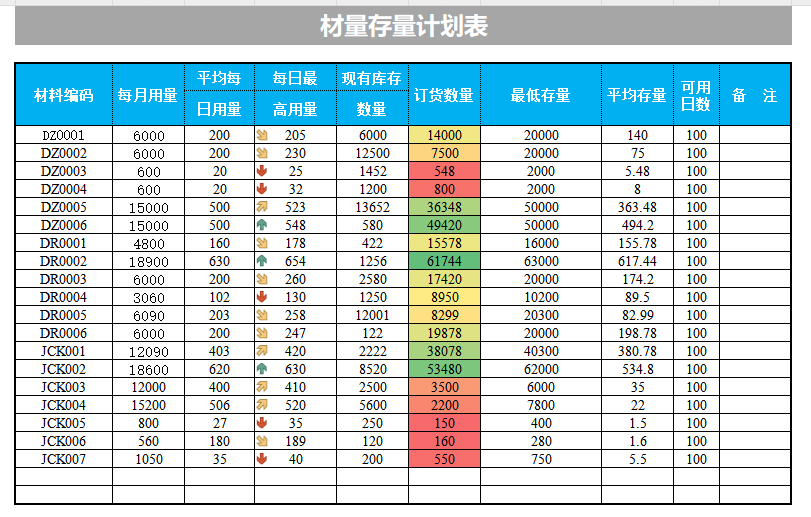 材量存量计划表
材料编码 每月用量 平均每日用量 每日最高用量 现有库存数量 订货数量 最低存量 平均存量 可用日数 备 注
DZ0001 6000 200 205 6000 14000 20000 140 100
DZ0002 6000 200 230 12500 7500 20000 75 100
DZ0003 600 20 25 1452 548 2000 5.48 100
DZ0004 600 20 32 1200 800 2000 8 100
DZ0005 15000 500 523 13652 36348 50000 363.48 100
DZ0006 15000 500 548 580 49420 50000 494.2 100
DR0001 4800 160 178 422 15578 16000 155.78 100
DR0002 18900 630 654 1256 61744 63000 617.44 100
DR0003 6000 200 260 2580 17420 20000 174.2 100
DR0004 3060 102 130 1250 8950 10200 89.5 100
DR0005 6090 203 258 12001 8299 20300 82.99 100
DR0006 6000 200 247 122 19878 20000 198.78 100
JCK001 12090 403 420 2222 38078 40300 380.78 100
JCK002 18600 620 630 8520 53480 62000 534.8 100
JCK003 12000 400 410 2500 3500 6000 35 100
JCK004 15200 506 520 5600 2200 7800 22 100
JCK005 800 27 35 250 150 400 1.5 100
JCK006 560 180 189 120 160 280 1.6 100
JCK007 1050 35 40 200 550 750 5.5 100